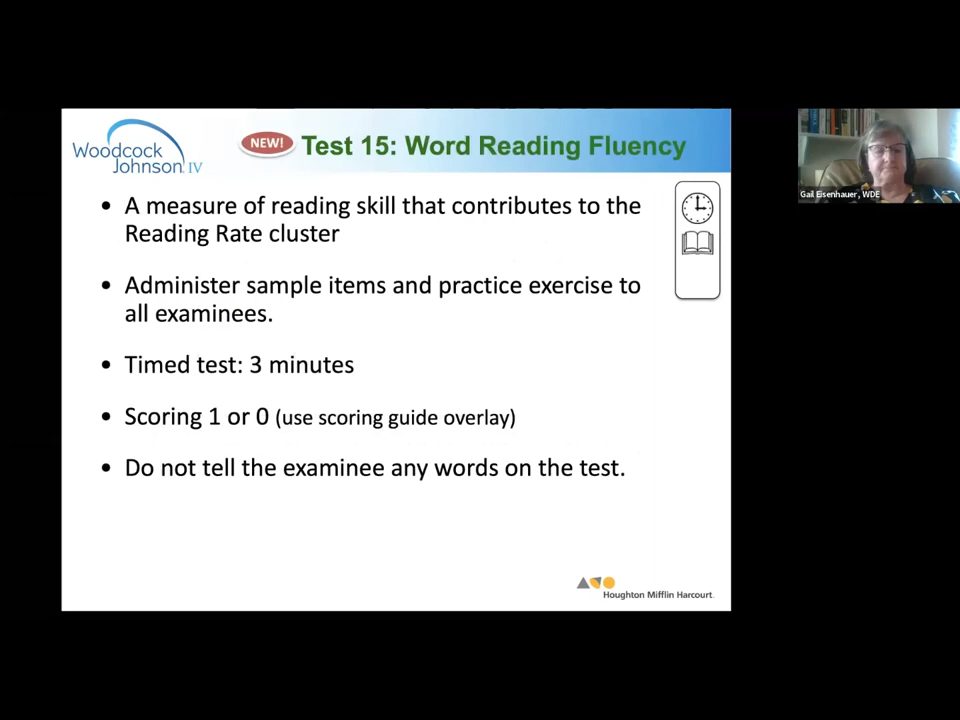 Woodcock
Johnson IV
NEW!
Test 15: Word Reading Fluency
• A measure of reading skill that contributes to the
Reading Rate cluster
• Administer sample items and practice exercise to
all examinees.
• Timed test: 3 minutes
• Scoring 1 or 0 (use scoring guide overlay)
• Do not tell the examinee any words on the test.
Houghton Mifflin Harcourt
Gail Eisenhauer, WDE